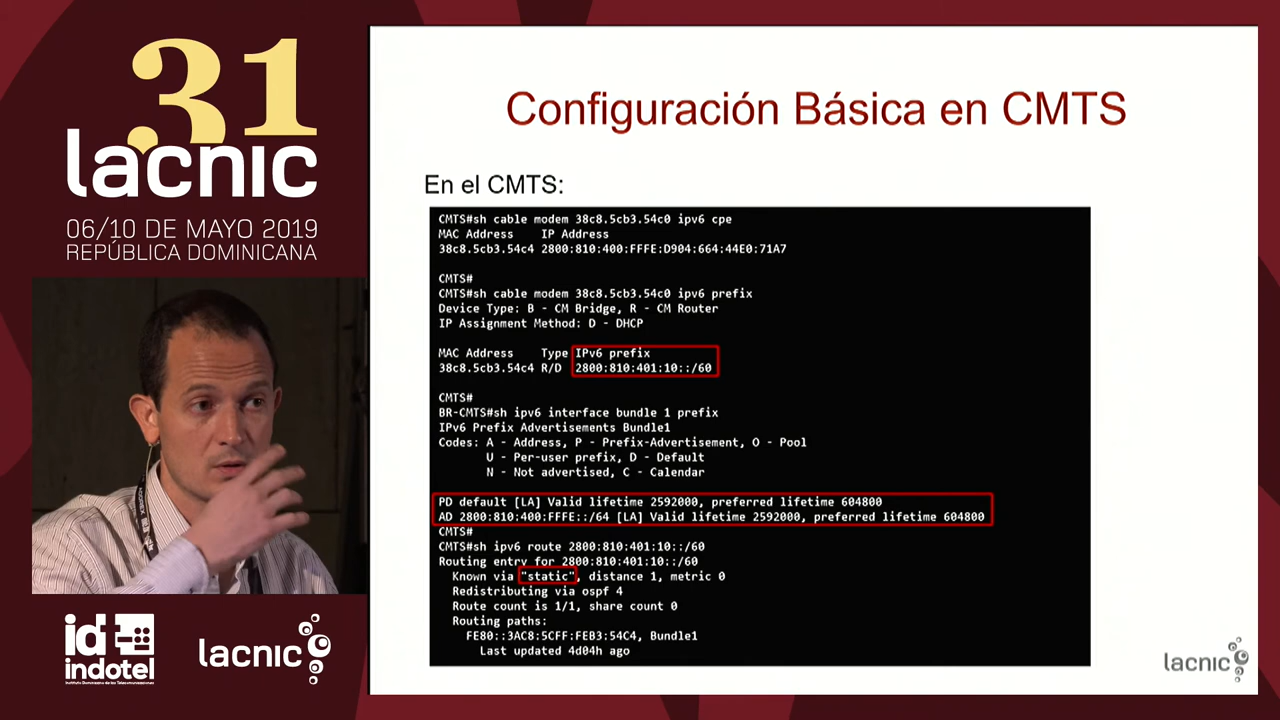 31
lacnic
06/10 DE MAYO 2019
REPÚBLICA DOMINICANA
id
indotel
Instituto Dominicano de las Telecomunicaciones
lacnic
Configuración Básica en CMTS
En el CMTS:
CMTS#sh cable modem 38c8.5cb3.54c0 ipv6 cpe
MAC Address IP Address
38c8.5cb3.54c4 2800:810:400:FFFE:D904:664:44E0:71A7
CMTS#
CMTS#sh cable modem 38c8.5cb3.54c0 ipv6 prefix
Device Type: B - CM Bridge, R - CM Router
IP Assignment Method: D - DHCP
MAC Address Type IPv6 prefix
38c8.5cb3.54c4 R/D 2800:810:401:10::/60
CMTS#
BR-CMTS#sh ipv6 interface bundle 1 prefix
IPv6 Prefix Advertisements Bundle1
Codes: A - Address, P - Prefix-Advertisement, O - Pool
U - Per-user prefix, D - Default
N - Not advertised, C - Calendar
PD default [LA] Valid lifetime 2592000, preferred lifetime 604800
AD 2800:810:400:FFFE::/64 [LA] Valid lifetime 2592000, preferred lifetime 604800
CMTS#
CMTS#sh ipv6 route 2800:810:401:10::/60
Routing entry for 2800:810:401:10::/60
Known via "static", distance 1, metric 0
Redistributing via ospf 4
Route count is 1/1, share count 0
Routing paths:
FE80::3AC8:5CFF:FEB3:54C4, Bundle1
Last updated 4d04h ago
lacnic